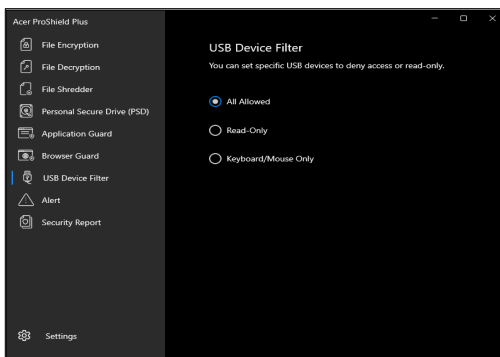 Acer ProShield Plus
File Encryption
File Decryption
File Shredder
Personal Secure Drive (PSD)
Application Guard
Browser Guard
USB Device Filter
Alert
Security Report
Settings
USB Device Filter
You can set specific USB devices to deny access or read-only.
All Allowed
Read-Only
Keyboard/Mouse Only